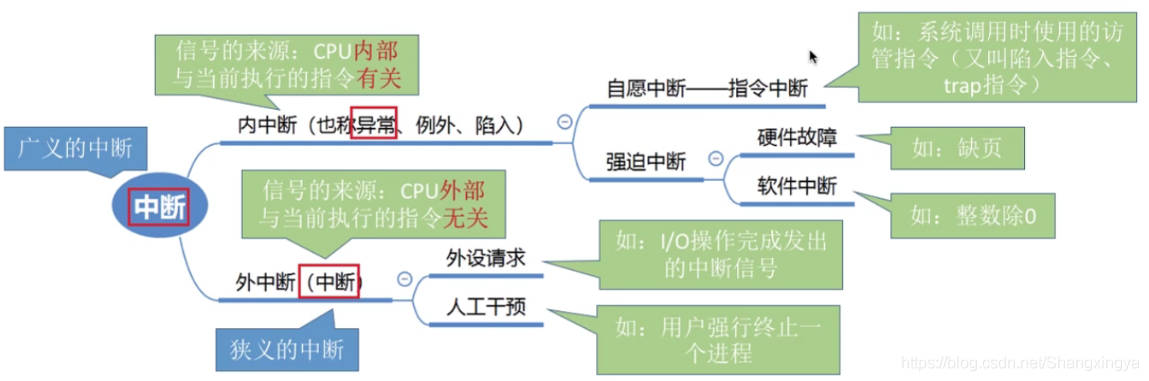 信号的来源：CPU内部
与当前执行的指令有关
如：系统调用时使用的访
管指令（又叫陷入指令、
trap指令）
自愿中断——指令中断
内中断（也称异常、例外、陷入）
广义的中断
硬件故障
如：缺页
强迫中断
信号的来源：CPU外部
与当前执行的指令无关
软件中断
中断
如：整数除0
如：I/O操作完成发出
的中断信号
外设请求
外中断（中断）
人工干预
如：用户强行终止一
个进程
狭义的中断
https://blog.csdn.net/Shangxingya